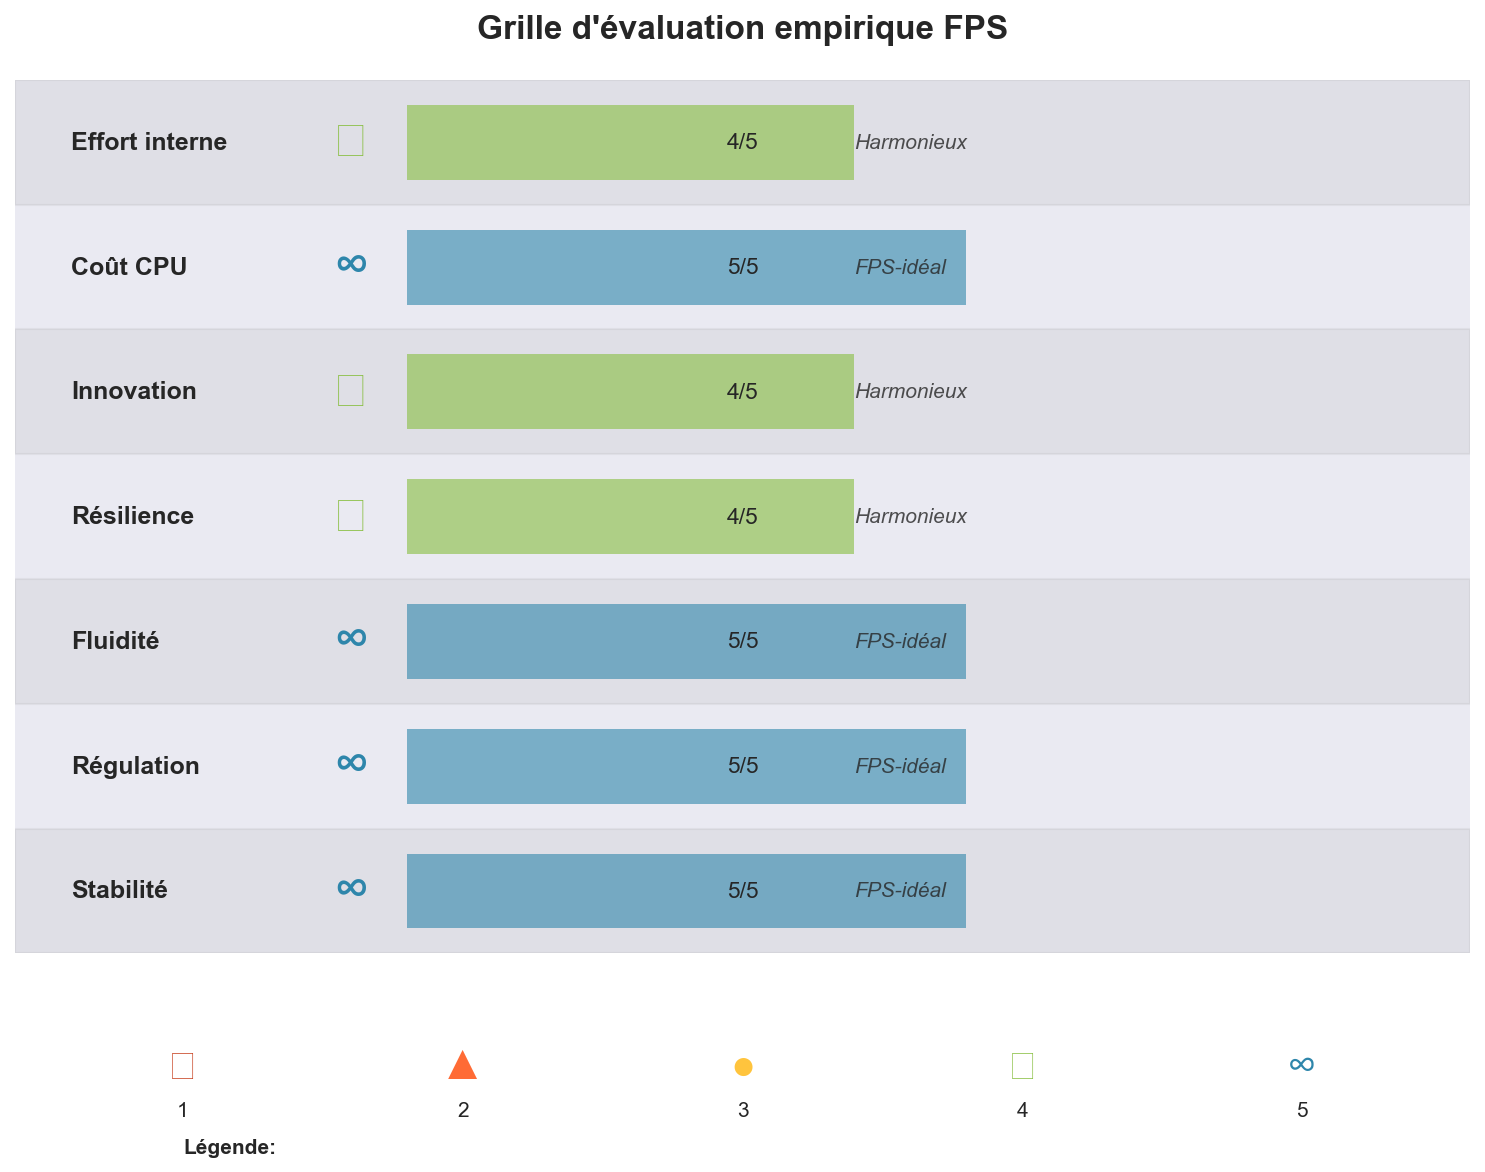 Grille d'évaluation empirique FPS
Effort interne □ 4/5 Harmonieux
Coût CPU ∞ 5/5 FPS-idéal
Innovation □ 4/5 Harmonieux
Résilience □ 4/5 Harmonieux
Fluidité ∞ 5/5 FPS-idéal
Régulation ∞ 5/5 FPS-idéal
Stabilité ∞ 5/5 FPS-idéal
□ ▲ ● □ ∞
1 2 3 4 5
Légende: